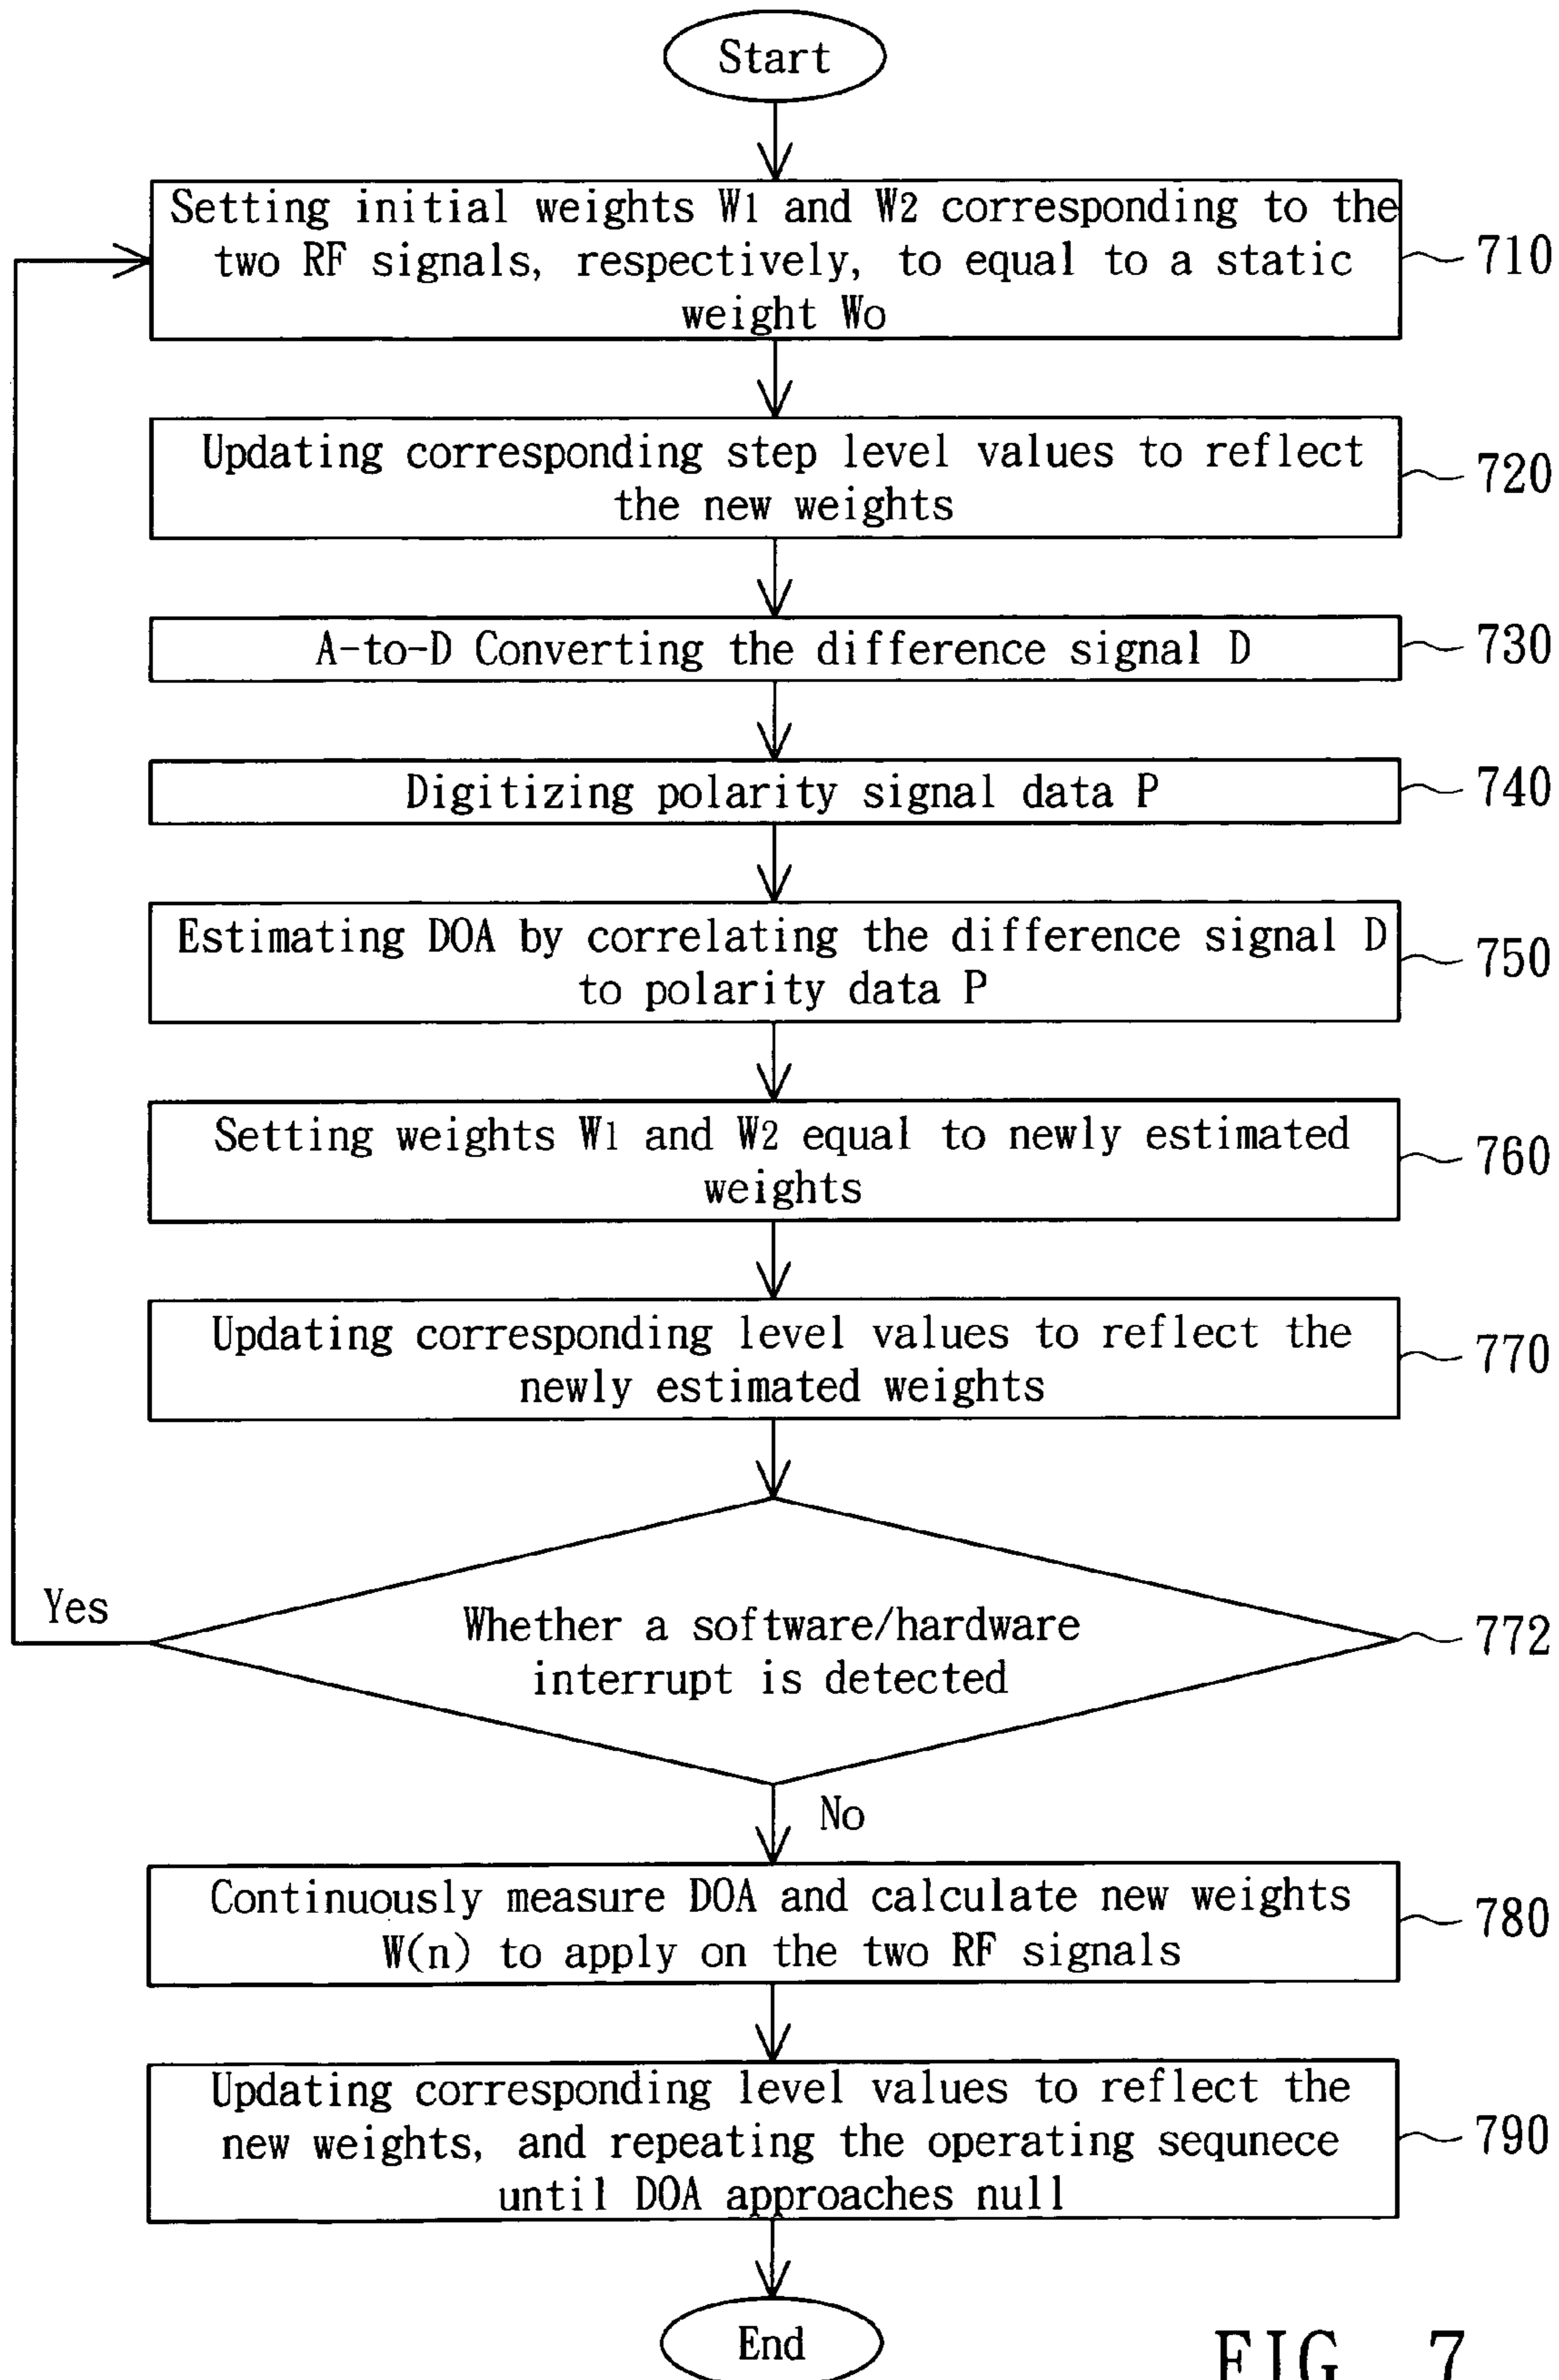 Start
Setting initial weights W1 and W2 corresponding to the
two RF signals, respectively, to equal to a static
weight Wo
710
Updating corresponding step level values to reflect
the new weights
720
A-to-D Converting the difference signal D
730
Digitizing polarity signal data P
740
Estimating DOA by correlating the difference signal D
to polarity data P
750
Setting weights W1 and W2 equal to newly estimated
weights
760
Updating corresponding level values to reflect the
newly estimated weights
770
Yes
Whether a software/hardware
interrupt is detected
772
No
Continuously measure DOA and calculate new weights
W(n) to apply on the two RF signals
780
Updating corresponding level values to reflect the
new weights, and repeating the operating sequnece
until DOA approaches null
790
End
FIG. 7